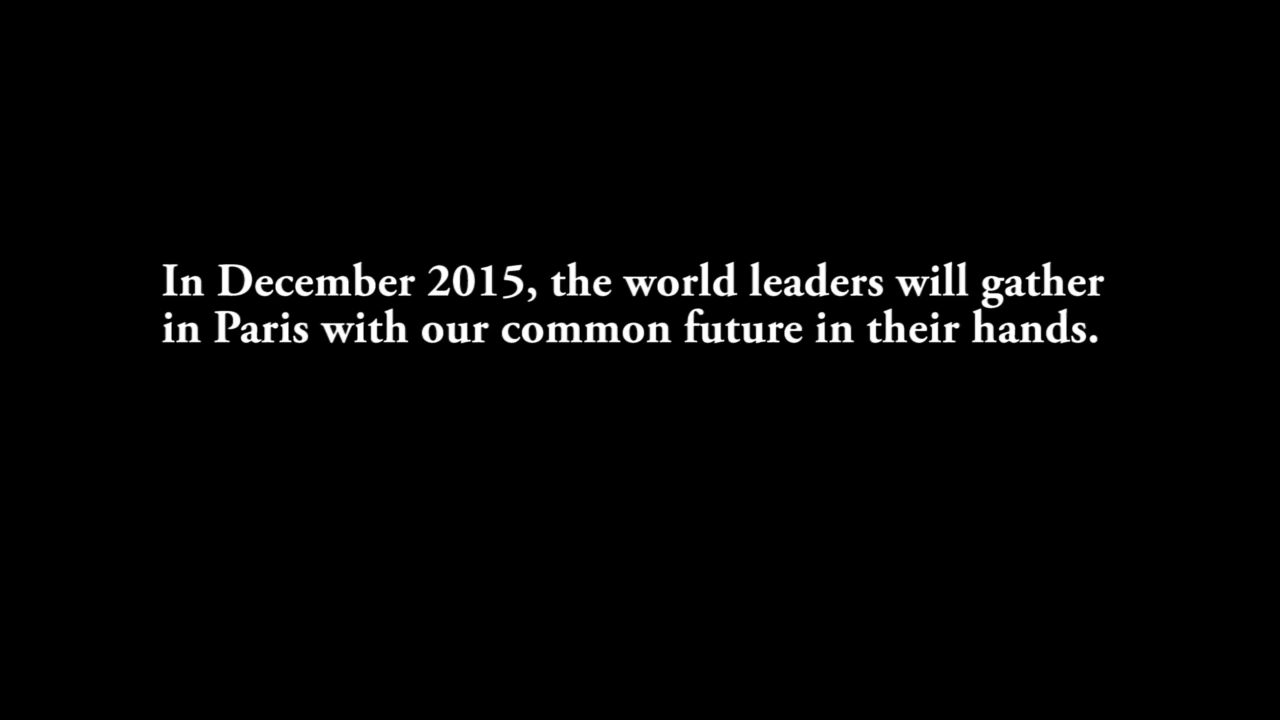 In December 2015, the world leaders will gather
in Paris with our common future in their hands.